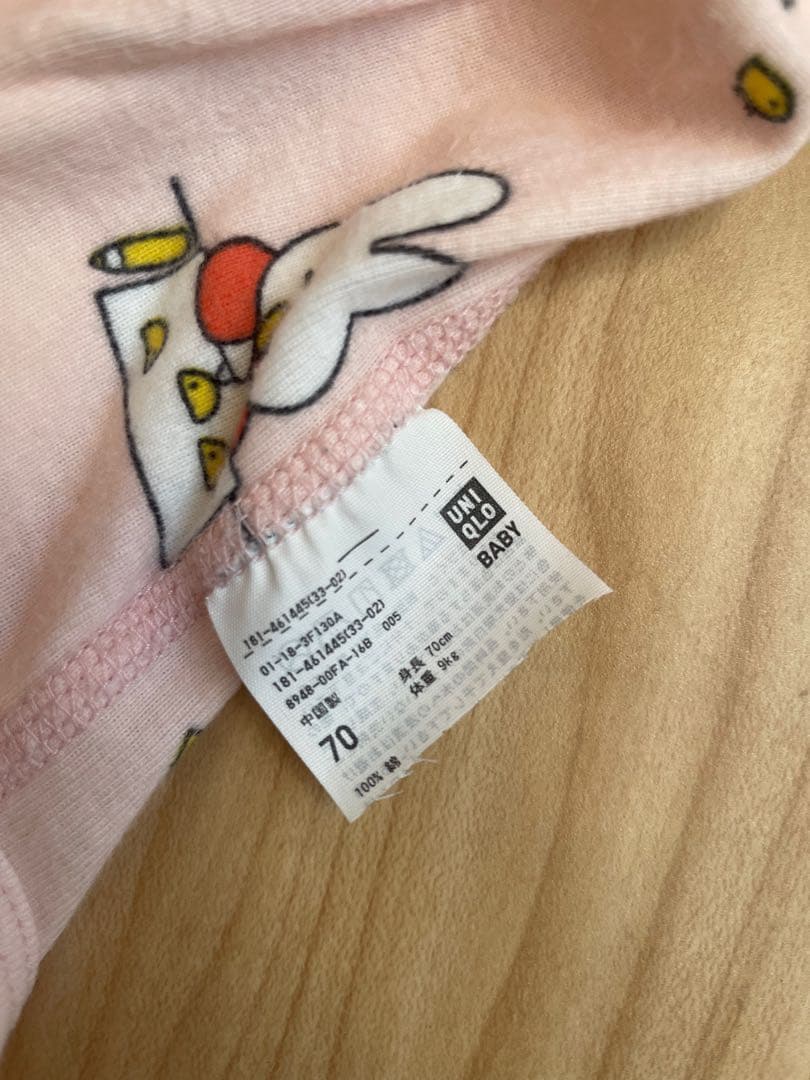 UNI
QLO
BABY
181-461445(33-02)
01-18-3F130A
181-461445(33-02)
8948-00FA-16B 005
中国製
身長 70cm
体重 9kg
70
100% 綿